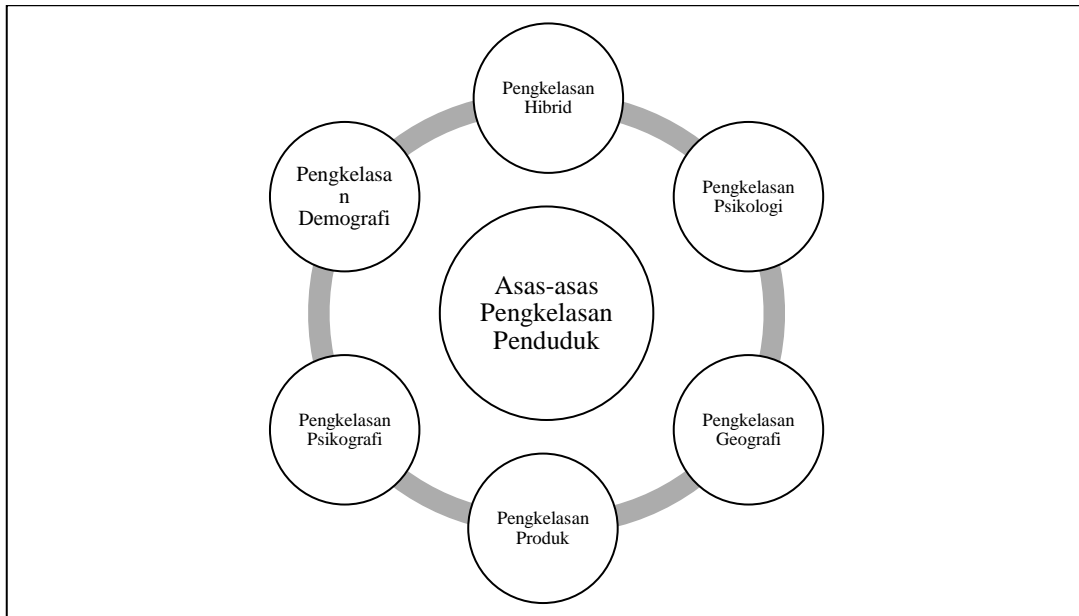 Pengkelasan
Hibrid
Pengkelasa
n
Demografi
Pengkelasan
Psikologi
Asas-asas
Pengkelasan
Penduduk
Pengkelasan
Psikografi
Pengkelasan
Geografi
Pengkelasan
Produk